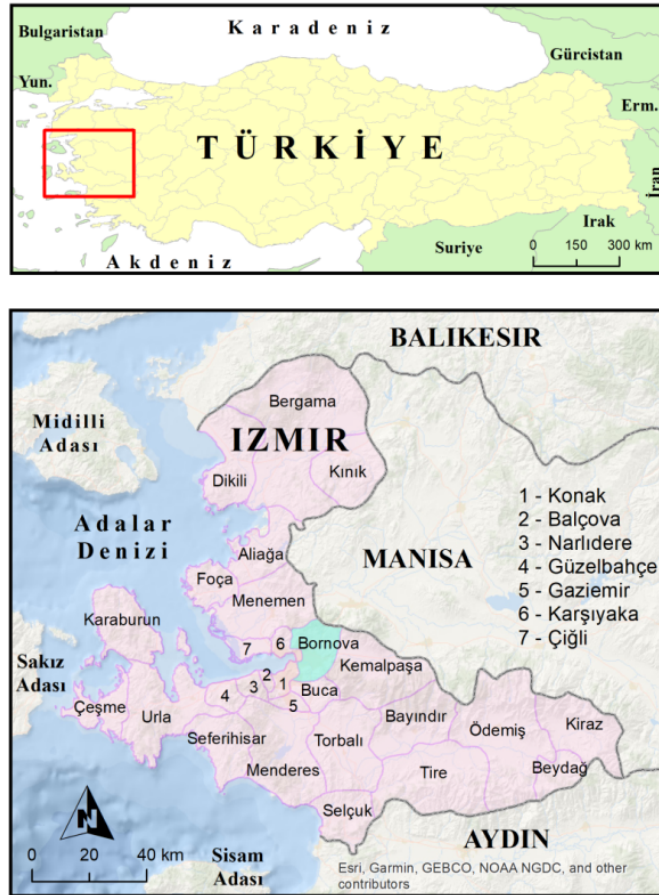 Bulgaristan
Karadeniz
Gürcistan
Yun.
Erm.
TÜRKİYE
İran
Irak
Suriye
Akdeniz
0 150 300 km
BALIKESIR
Bergama
Midilli
Adası
IZMIR
Dikili
Kınık
1 - Konak
2 - Balçova
3 - Narlıdere
4 - Güzelbahçe
5 - Gaziemir
6 - Karşıyaka
7 - Çiğli
Adalar
Denizi
Aliağa
MANISA
Foça
Menemen
Karaburun
7
6
Bornova
Sakız
Adası
Kemalpaşa
2
1
3
4
Buca
5
Çeşme
Urla
Bayındır
Ödemiş
Kiraz
Seferihisar
Torbalı
Menderes
Tire
Beydağ
Selçuk
N
AYDIN
0 20 40 km
Sisam
Adası
Esri, Garmin, GEBCO, NOAA NGDC, and other
contributors